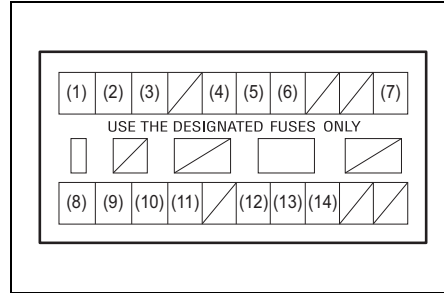 (1) (2) (3) (4) (5) (6) (7)
USE THE DESIGNATED FUSES ONLY
(8) (9) (10) (11) (12) (13) (14)